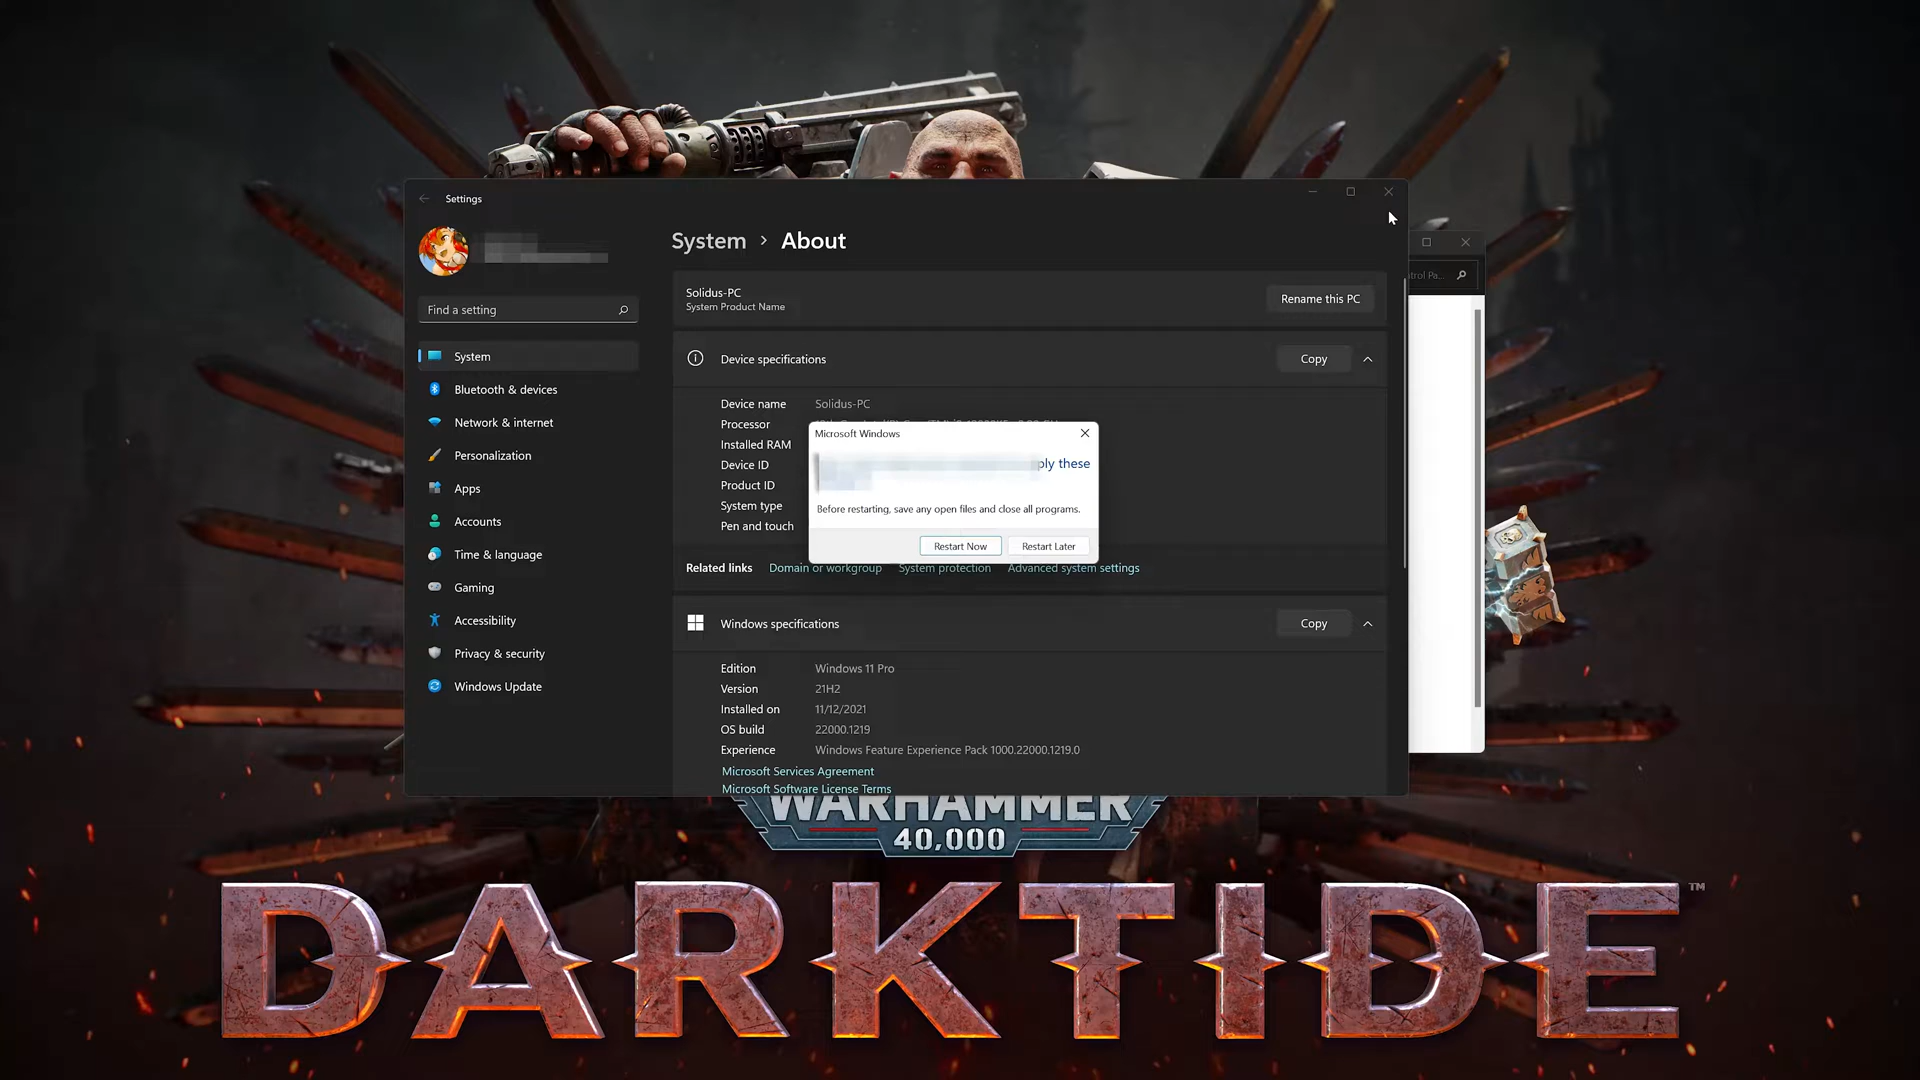 Settings
Find a setting
System
Bluetooth & devices
Network & internet
Personalization
Apps
Accounts
Time & language
Gaming
Accessibility
Privacy & security
Windows Update
System > About
Solidus-PC
System Product Name
Rename this PC
Device specifications
Copy
Device name Solidus-PC
Processor
Installed RAM
Device ID
Product ID
System type
Pen and touch
Microsoft Windows
these
Before restarting, save any open files and close all programs.
Restart Now
Restart Later
Related links Domain or workgroup System protection Advanced system settings
Windows specifications
Copy
Edition Windows 11 Pro
Version 21H2
Installed on 11/12/2021
OS build 22000.1219
Experience Windows Feature Experience Pack 1000.22000.1219.0
Microsoft Services Agreement
Microsoft Software License Terms
WARHAMMER
40,000
DARKTIDE™